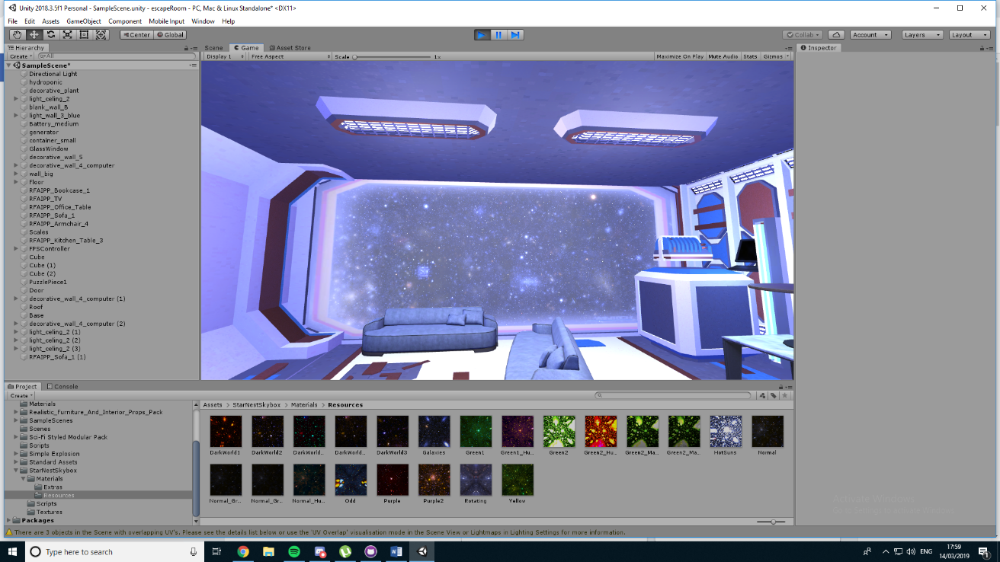 Unity 2018.3.5f1 Personal - SampleScene.unity - escapeRoom - PC, Mac & Linux Standalone* <DX11>
File Edit Assets GameObject Component Mobile Input Window Help
Center Global Collab Account Layers Layout
Hierarchy Scene Game Asset Store Inspector
Create All Display 1 Free Aspect Scale 1x Maximize On Play Mute Audio Stats Gizmos
SampleScene*
Directional Light
hydroponic
decorative_plant
light_celing_2
blank_wall_B
light_wall_3_blue
Battery_medium
generator
container_small
GlassWindow
decorative_wall_5
decorative_wall_4_computer
wall_big
Floor
RFAIPP_Bookcase_1
RFAIPP_TV
RFAIPP_Office_Table
RFAIPP_Sofa_1
RFAIPP_Armchair_4
Scales
RFAIPP_Kitchen_Table_3
FPSController
Cube
Cube (1)
Cube (2)
PuzzlePiece1
Door
decorative_wall_4_computer (1)
Roof
Base
decorative_wall_4_computer (2)
light_celing_2 (1)
light_celing_2 (2)
light_celing_2 (3)
RFAIPP_Sofa_1 (1)
Project Console
Create
Materials
Realistic_Furniture_And_Interior_Props_Pack
SampleScenes
Scenes
Sci-Fi Styled Modular Pack
Scripts
Simple Explosion
Standard Assets
StarNestSkybox
Materials
Extras
Resources
Scripts
Textures
Packages
Assets StarNestSkybox Materials Resources
DarkWorld1 DarkWorld2 DarkWorld... DarkWorld... DarkWorld3 Galaxies Green1 Green1_Hu... Green2 Green2_Hu... Green2_Ma... Green2_Ma... HotSuns Normal
Normal_Gr... Normal_Gr... Normal_Hu... Odd Purple Purple2 Rotating Yellow
Activate Windows
There are 3 objects in the Scene with overlapping UV's. Please see the details list below or use the 'UV Overlap' visualisation mode in the Scene View or Lightmaps in Lighting Settings for more information.
Type here to search
ENG
17:59
14/03/2019
1